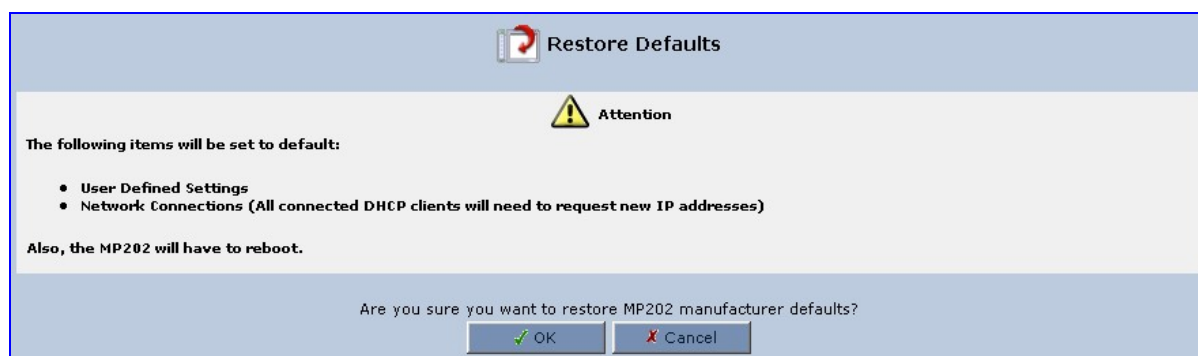 Restore Defaults
Attention
The following items will be set to default:
User Defined Settings
Network Connections (All connected DHCP clients will need to request new IP addresses)
Also, the MP202 will have to reboot.
Are you sure you want to restore MP202 manufacturer defaults?
OK Cancel